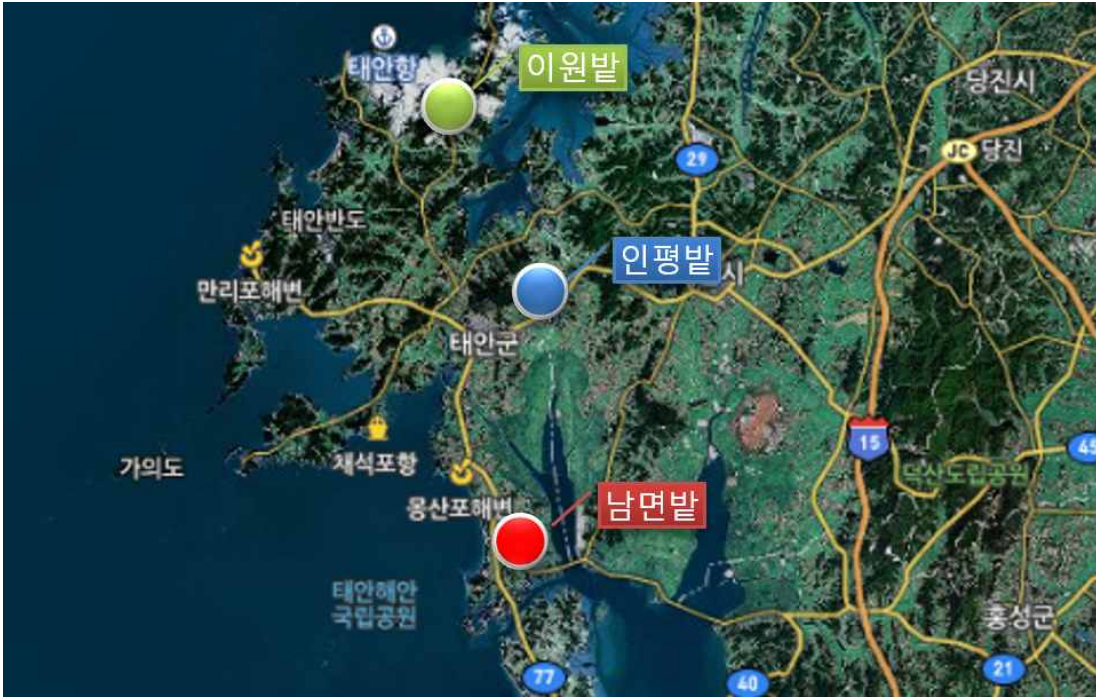 태안항
이원밭
당진시
JC 당진
29
태안반도
인평밭
시
만리포해변
태안군
15
45
가의도
채석포항
덕산도립공원
몽산포해변
남면밭
태안해안
국립공원
홍성군
77
40
21